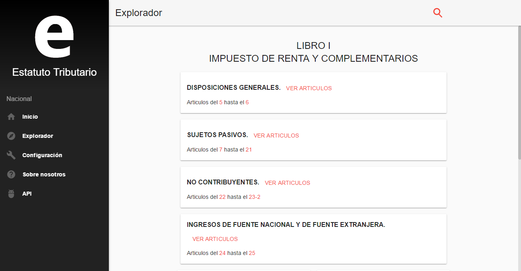 e
Estatuto Tributario
Nacional
Inicio
Explorador
Configuración
Sobre nosotros
API
Explorador
LIBRO I
IMPUESTO DE RENTA Y COMPLEMENTARIOS
DISPOSICIONES GENERALES. VER ARTICULOS
Articulos del 5 hasta el 6
SUJETOS PASIVOS. VER ARTICULOS
Articulos del 7 hasta el 21
NO CONTRIBUYENTES. VER ARTICULOS
Articulos del 22 hasta el 23-2
INGRESOS DE FUENTE NACIONAL Y DE FUENTE EXTRANJERA.
VER ARTICULOS
Articulos del 24 hasta el 25